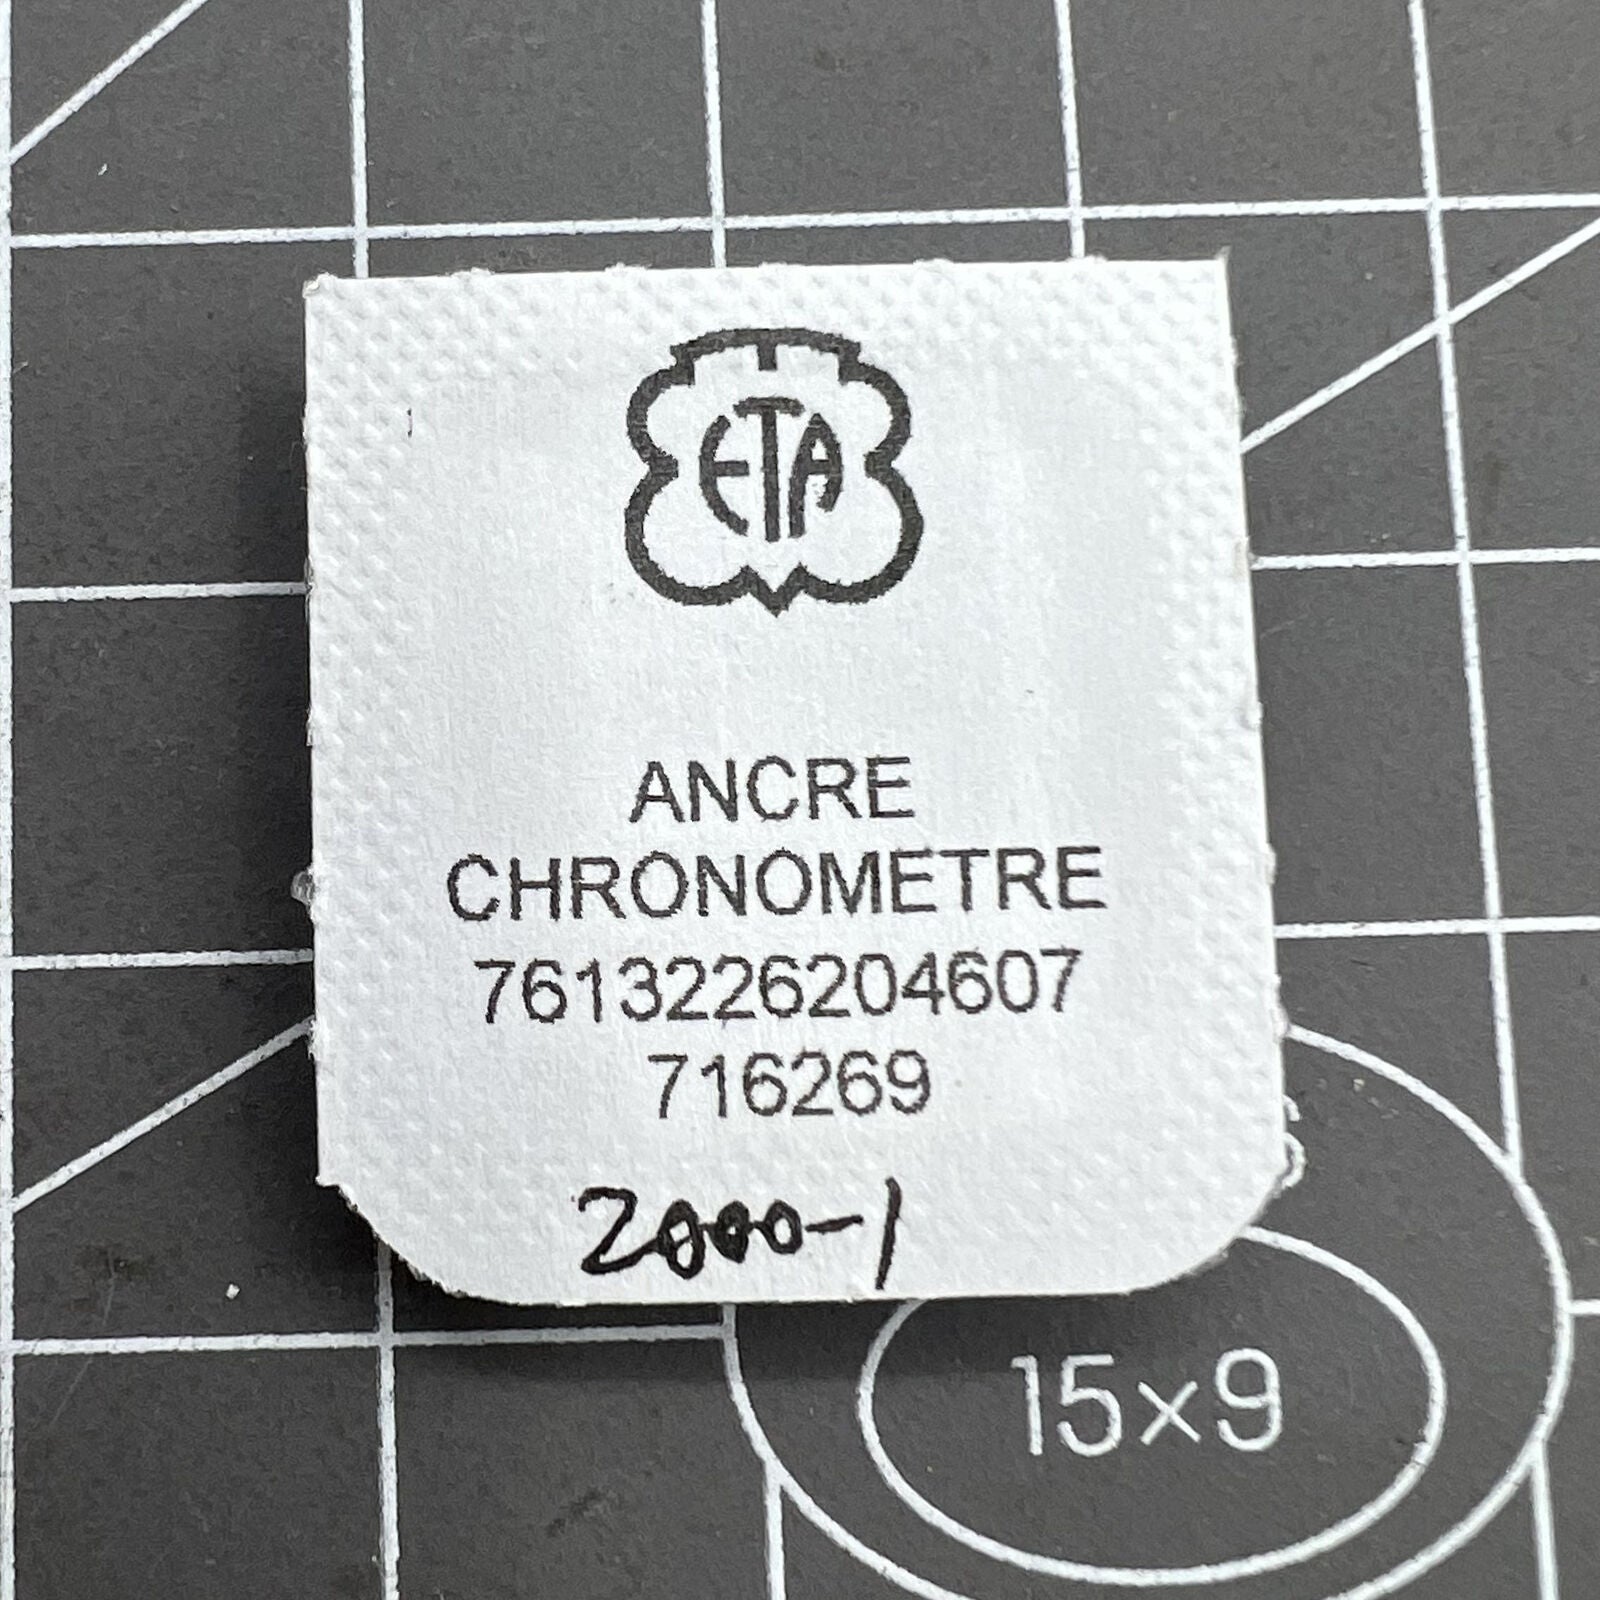 ETA
ANCRE
CHRONOMETRE
7613226204607
716269
2000-1
15×9